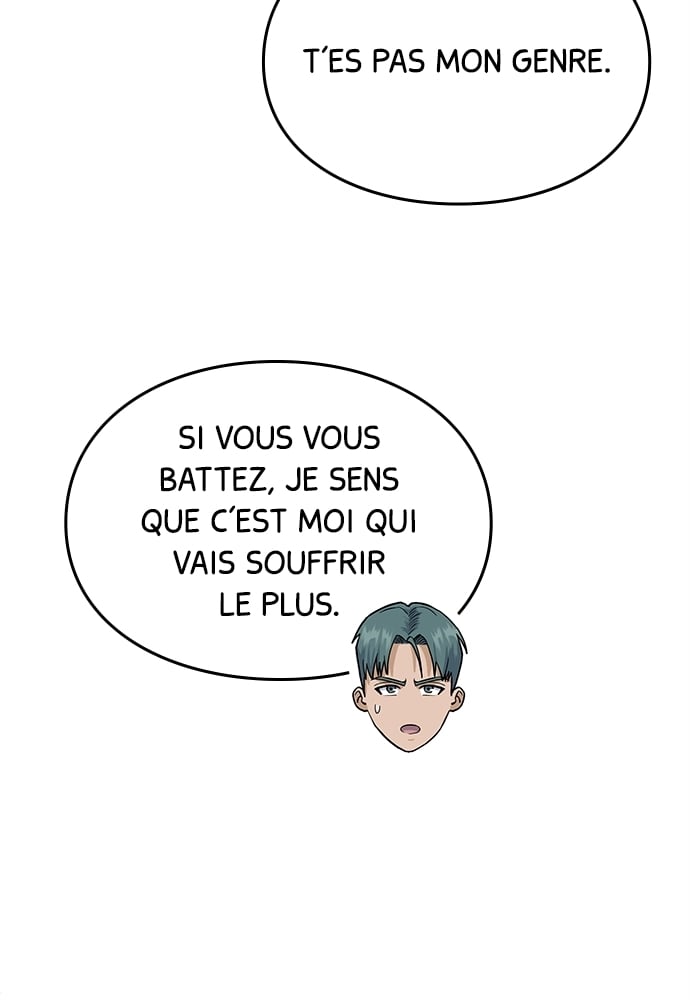 T'ES PAS MON GENRE.
SI VOUS VOUS
BATTEZ, JE SENS
QUE C'EST MOI QUI
VAIS SOUFFRIR
LE PLUS.